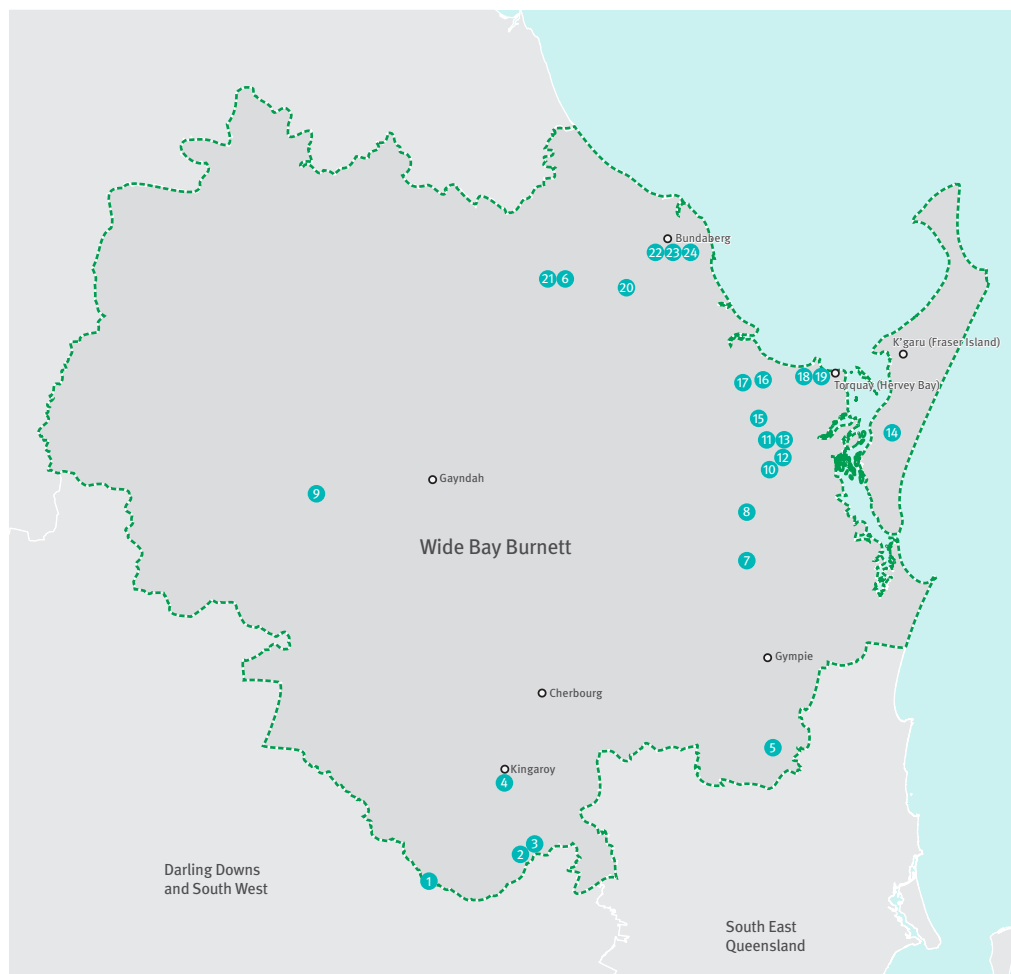 Bundaberg
22 23 24
21 6
20
K'garu (Fraser Island)
17 16 18 19
Torquay (Hervey Bay)
15
14
11 13
12
10
Gayndah
9
8
Wide Bay Burnett
7
Gympie
Cherbourg
5
Kingaroy
4
3
2
1
Darling Downs
and South West
South East
Queensland